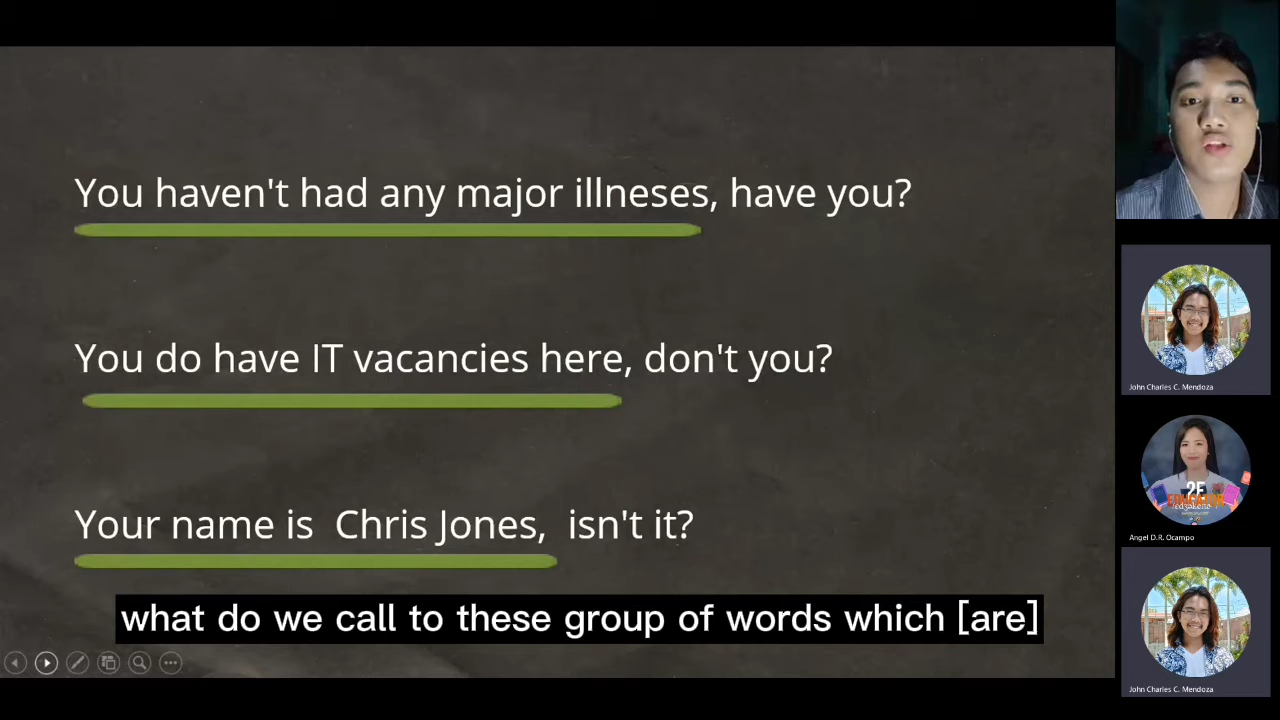 You haven't had any major illneses, have you?
You do have IT vacancies here, don't you?
Your name is Chris Jones, isn't it?
what do we call to these group of words which [are]
John Charles C. Mendoza
Angel D.R. Ocampo
John Charles C. Mendoza